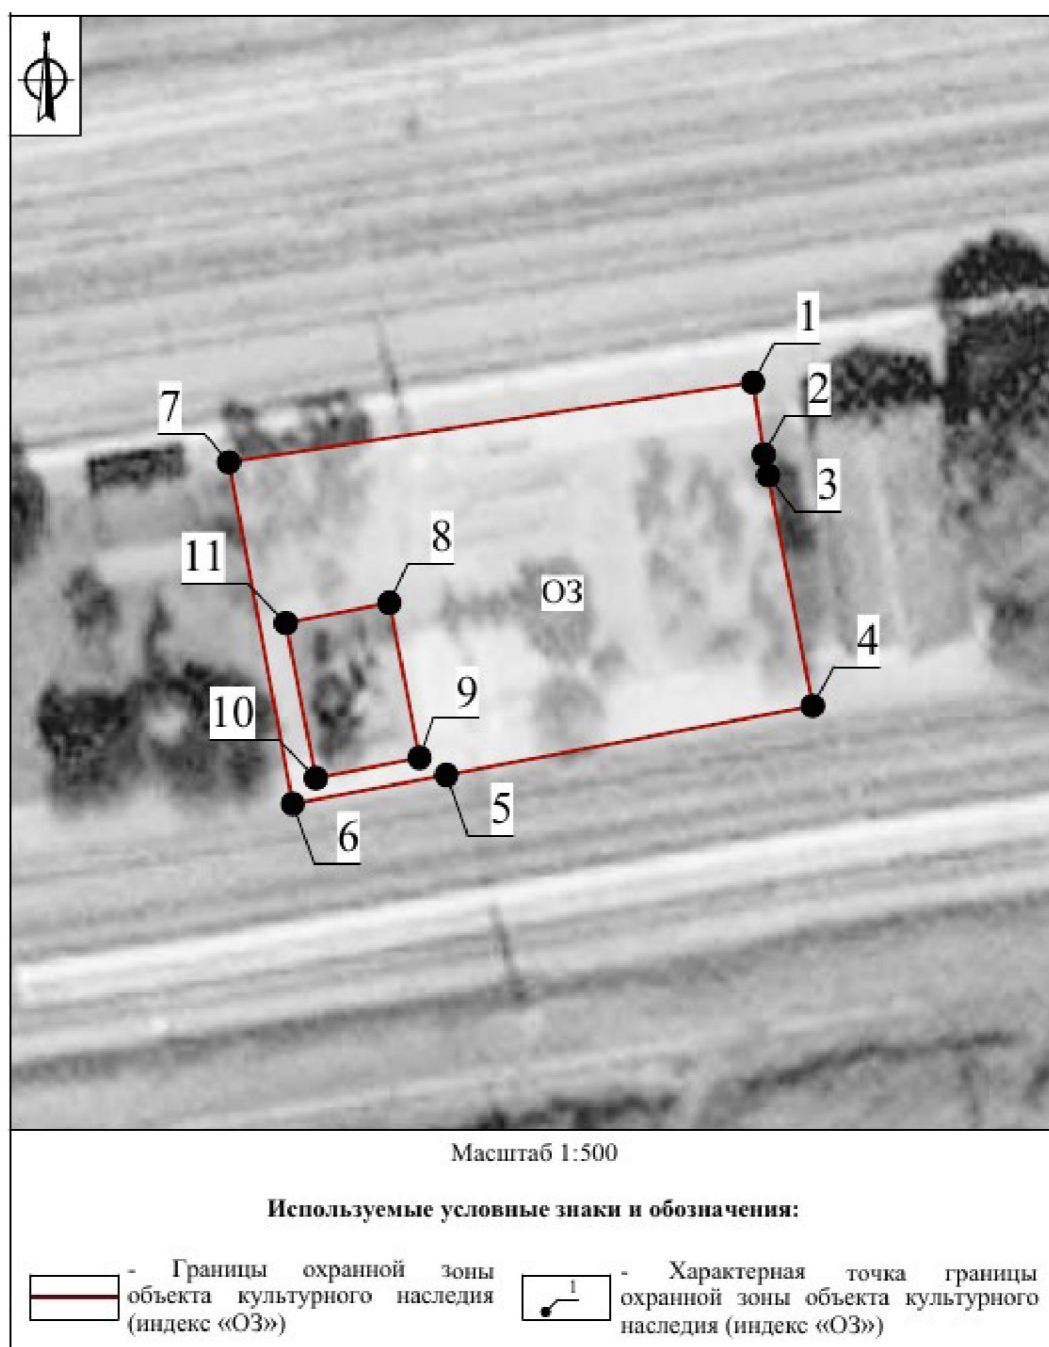 1
2
7
3
8
11
ОЗ
4
9
10
5
6
Масштаб 1:500
Используемые условные знаки и обозначения:
- Границы охранной зоны
объекта культурного наследия
(индекс «ОЗ»)
1
- Характерная точка границы
охранной зоны объекта культурного
наследия (индекс «ОЗ»)